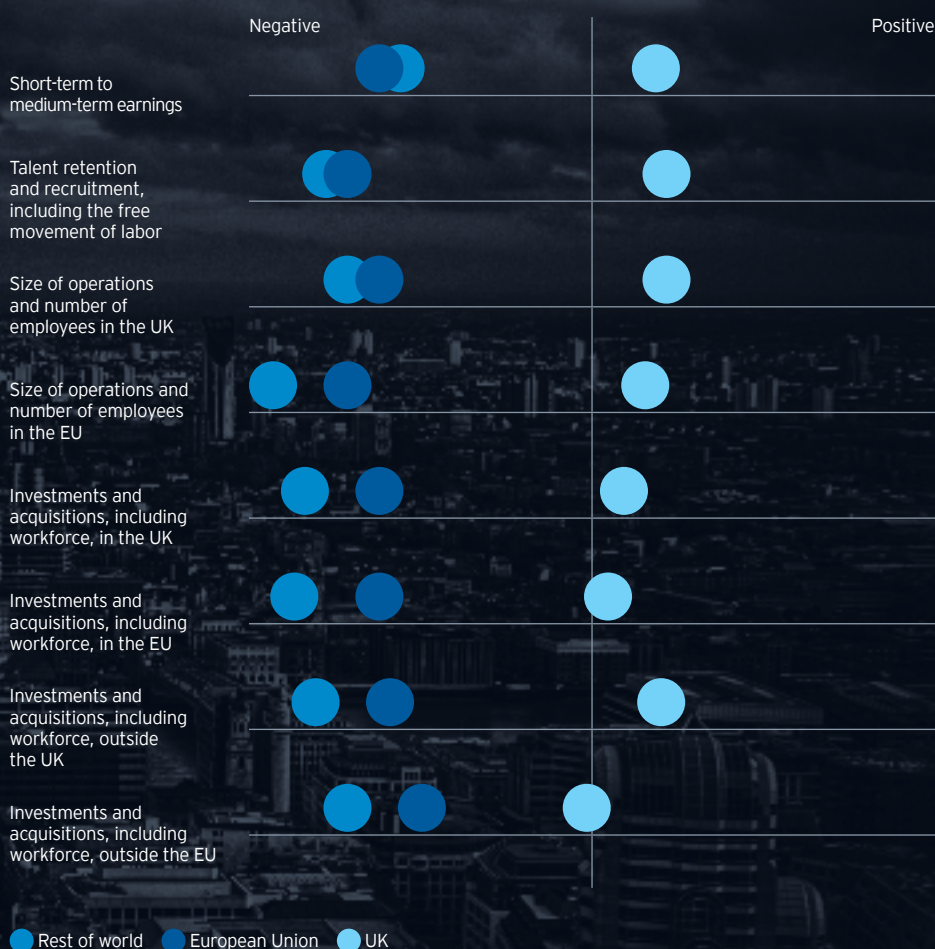 Negative
Positive
Short-term to
medium-term earnings
Talent retention
and recruitment,
including the free
movement of labor
Size of operations
and number of
employees in the UK
Size of operations and
number of employees
in the EU
Investments and
acquisitions, including
workforce, in the UK
Investments and
acquisitions, including
workforce, in the EU
Investments and
acquisitions, including
workforce, outside
the UK
Investments and
acquisitions, including
workforce, outside the EU
Rest of world
European Union
UK